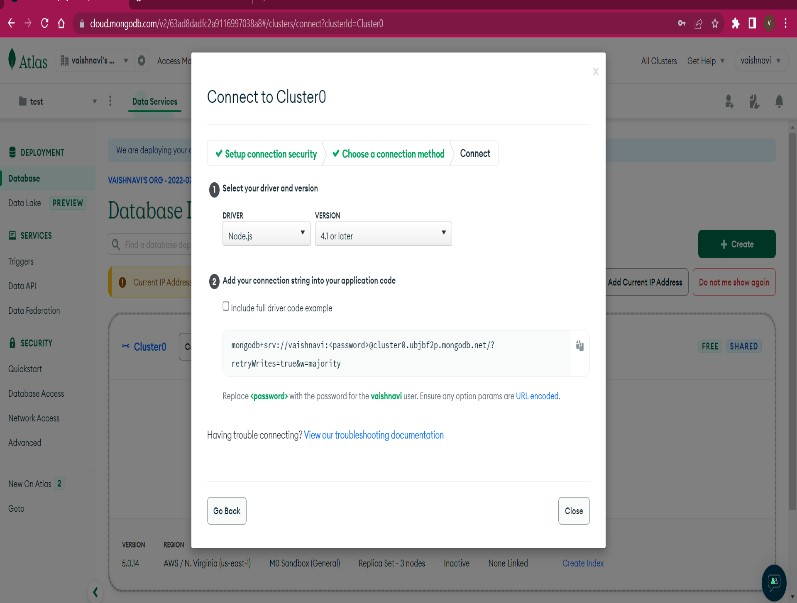 cloud.mongodb.com/v2/63ad8dadfc2a9116997038a8#/clusters/connect?clusterId=Cluster0
Atlas
vaishnavi's...
Access Ma
All Clusters
Get Help
vaishnavi
test
Data Services
DEPLOYMENT
Database
Data Lake PREVIEW
SERVICES
Triggers
Data API
Data Federation
SECURITY
Quickstart
Database Access
Network Access
Advanced
New On Atlas 2
Goto
We are deploying your c
VAISHNAVI'S ORG - 2022-07
Database D
Find a database dep
Current IP Address
Cluster0
Connect to Cluster0
X
Setup connection security
Choose a connection method
Connect
1 Select your driver and version
DRIVER VERSION
Node.js 4.1 or later
2 Add your connection string into your application code
Include full driver code example
mongodb+srv://vaishnavi:<password>@cluster0.ubjbf2p.mongodb.net/?
retryWrites=true&w=majority
Replace <password> with the password for the vaishnavi user. Ensure any option params are URL encoded.
Having trouble connecting? View our troubleshooting documentation
Go Back
Close
+ Create
Add Current IP Address
Do not me show again
FREE SHARED
VERSION REGION
5.0.14 AWS / N. Virginia (us-east-1) M0 Sandbox (General) Replica Set - 3 nodes Inactive None Linked Create Index